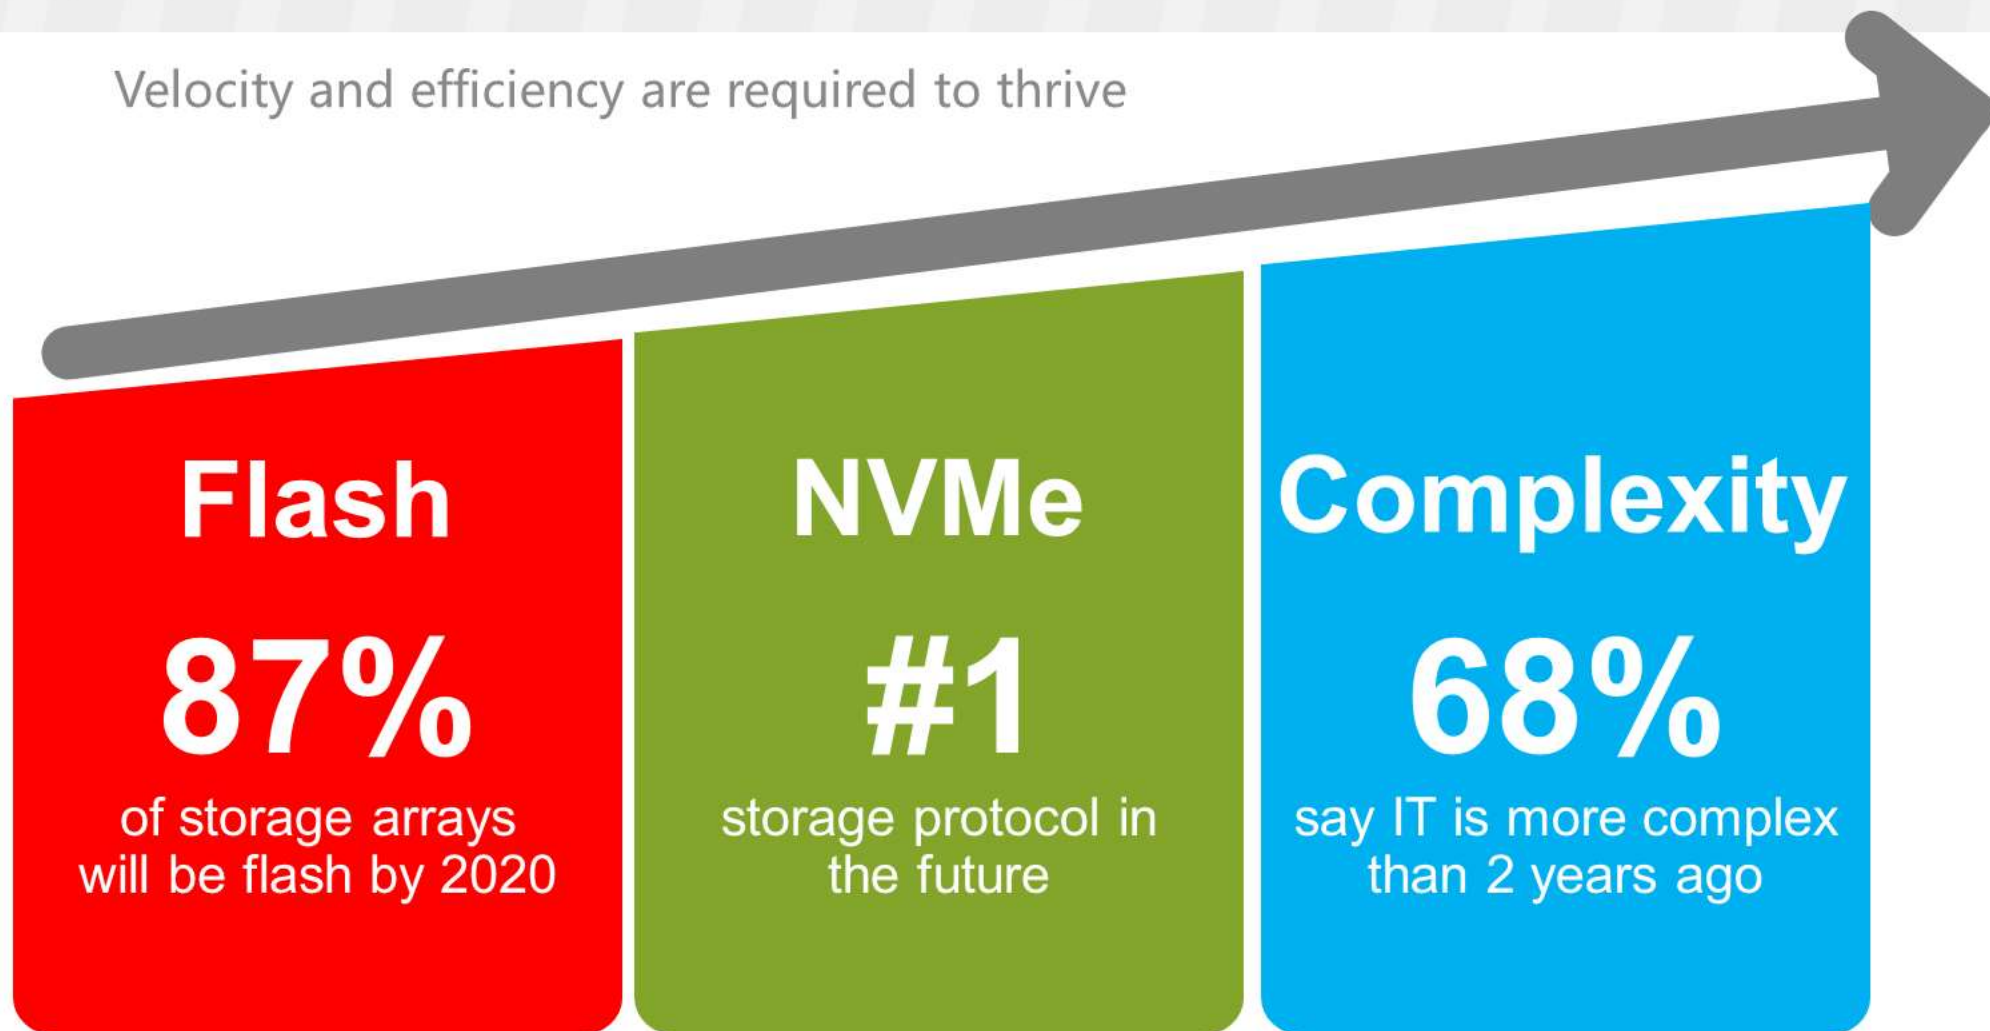 Velocity and efficiency are required to thrive
Flash
87%
of storage arrays
will be flash by 2020
NVMe
#1
storage protocol in
the future
Complexity
68%
say IT is more complex
than 2 years ago